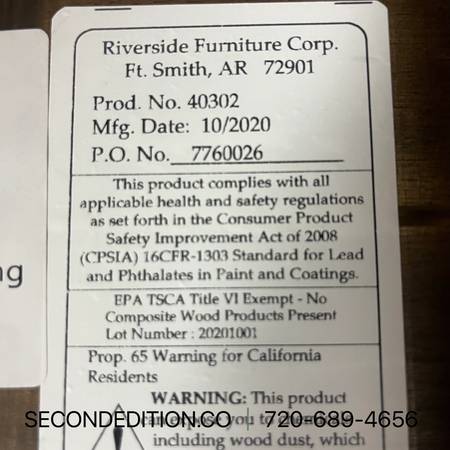 Riverside Furniture Corp.
Ft. Smith, AR 72901
Prod. No. 40302
Mfg. Date: 10/2020
P.O. No. 7760026
This product complies with all
applicable health and safety regulations
as set forth in the Consumer Product
Safety Improvement Act of 2008
(CPSIA) 16CFR-1303 Standard for Lead
and Phthalates in Paint and Coatings.
EPA TSCA Title VI Exempt - No
Composite Wood Products Present
Lot Number : 20201001
Prop. 65 Warning for California
Residents
WARNING: This product
can expose you to
SECONDEDITION.CO | 720-689-4656
including wood dust, which
ng